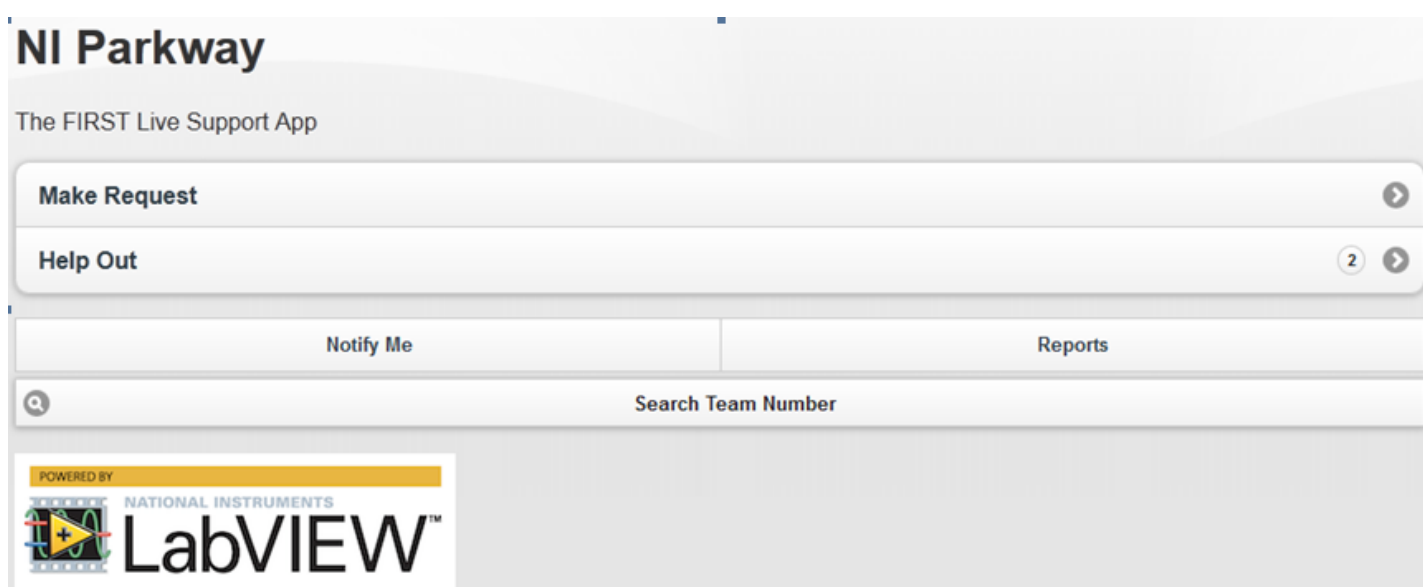 NI Parkway
The FIRST Live Support App
Make Request
Help Out 2
Notify Me Reports
Search Team Number
POWERED BY
NATIONAL INSTRUMENTS
LabVIEW™